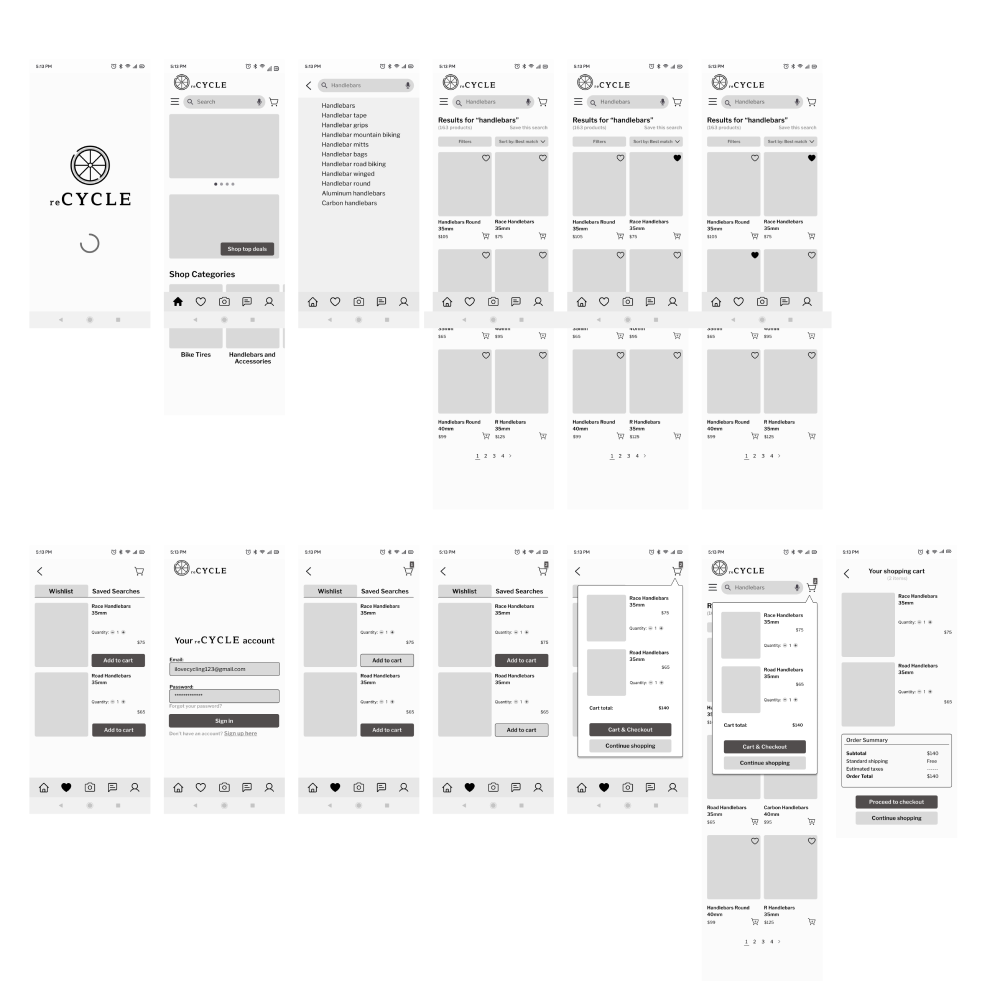 5:13 PM
reCYCLE
5:13 PM
reCYCLE
Search
Shop top deals
Shop Categories
Bike Tires
Handlebars and
Accessories
5:13 PM
Handlebars
Handlebars
Handlebar tape
Handlebar grips
Handlebar mountain biking
Handlebar mitts
Handlebar bags
Handlebar road biking
Handlebar winged
Handlebar round
Aluminum handlebars
Carbon handlebars
5:13 PM
reCYCLE
Handlebars
Results for “handlebars”
(163 products) Save this search
Filters Sort by: Best match
Handlebars Round
35mm
$105
Race Handlebars
35mm
$75
$65
$95
Handlebars Round
40mm
$99
R Handlebars
35mm
$125
1 2 3 4 >
5:13 PM
reCYCLE
Handlebars
Results for “handlebars”
(163 products) Save this search
Filters Sort by: Best match
Handlebars Round
35mm
$105
Race Handlebars
35mm
$75
$65
$95
Handlebars Round
40mm
$99
R Handlebars
35mm
$125
1 2 3 4 >
5:13 PM
reCYCLE
Handlebars
Results for “handlebars”
(163 products) Save this search
Filters Sort by: Best match
Handlebars Round
35mm
$105
Race Handlebars
35mm
$75
$65
$95
Handlebars Round
40mm
$99
R Handlebars
35mm
$125
1 2 3 4 >
5:13 PM
Wishlist Saved Searches
Race Handlebars
35mm
Quantity: 1
$75
Add to cart
Road Handlebars
35mm
Quantity: 1
$65
Add to cart
5:13 PM
reCYCLE
Your reCYCLE account
Email:
ilovecycling123@gmail.com
Password:
*************
Forgot your password?
Sign in
Don't have an account? Sign up here
5:13 PM
Wishlist Saved Searches
Race Handlebars
35mm
Quantity: 1
$75
Add to cart
Road Handlebars
35mm
Quantity: 1
$65
Add to cart
5:13 PM
Wishlist Saved Searches
Race Handlebars
35mm
Quantity: 1
$75
Add to cart
Road Handlebars
35mm
Quantity: 1
$65
Add to cart
5:13 PM
Race Handlebars
35mm
$75
Quantity: 1
Road Handlebars
35mm
$65
Quantity: 1
Cart total: $140
Cart & Checkout
Continue shopping
5:13 PM
reCYCLE
Handlebars
Race Handlebars
35mm
$75
Quantity: 1
Road Handlebars
35mm
$65
Quantity: 1
Cart total: $140
Cart & Checkout
Continue shopping
Road Handlebars
35mm
$65
Carbon Handlebars
40mm
$95
Handlebars Round
40mm
$99
R Handlebars
35mm
$125
1 2 3 4 >
5:13 PM
Your shopping cart
(2 items)
Race Handlebars
35mm
Quantity: 1
$75
Road Handlebars
35mm
Quantity: 1
$65
Order Summary
Subtotal $140
Standard shipping Free
Estimated taxes ------
Order Total $140
Proceed to checkout
Continue shopping